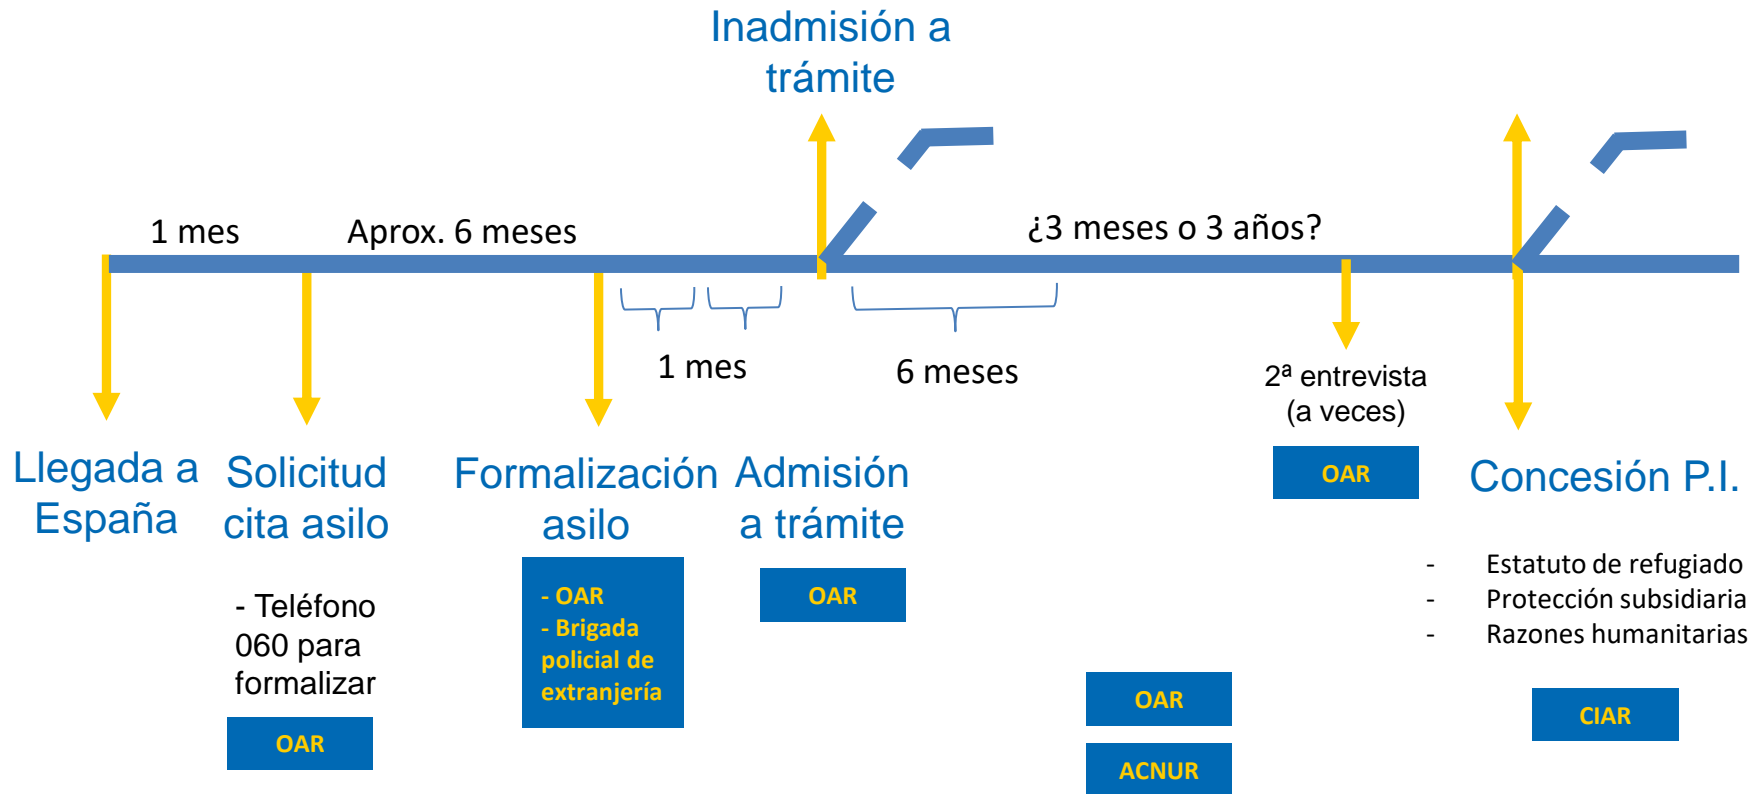 Inadmisión a
trámite
1 mes
Aprox. 6 meses
¿3 meses o 3 años?
1 mes
6 meses
2ª entrevista
(a veces)
OAR
Llegada a
España
Solicitud
cita asilo
- Teléfono
060 para
formalizar
OAR
Formalización
asilo
- OAR
- Brigada
policial de
extranjería
Admisión
a trámite
OAR
OAR
ACNUR
Concesión P.I.
- Estatuto de refugiado
- Protección subsidiaria
- Razones humanitarias
CIAR